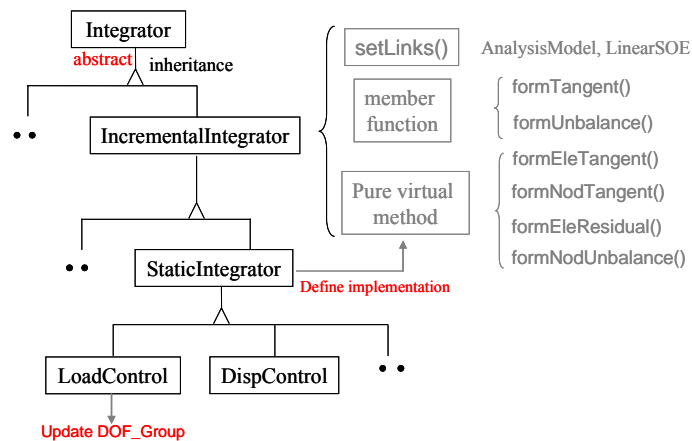 Integrator
abstract
inheritance
IncrementalIntegrator
StaticIntegrator
Define implementation
LoadControl
DispControl
Update DOF_Group
setLinks()
AnalysisModel, LinearSOE
member
function
formTangent()
formUnbalance()
Pure virtual
method
formEleTangent()
formNodTangent()
formEleResidual()
formNodUnbalance()